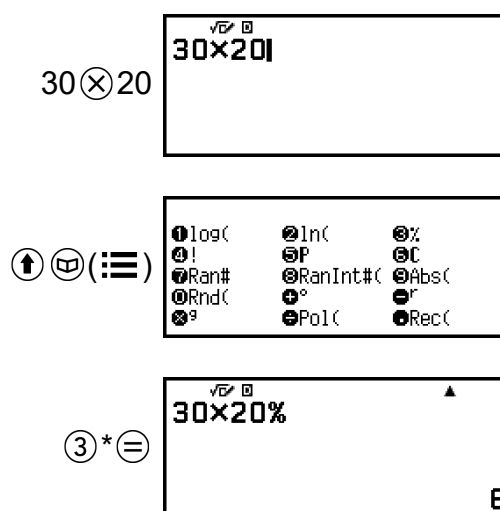 √▱/ D
30×20
30⊗20
❶log( ❷ln( ❸%
❹! ❺P ❻C
❼Ran# ❽RanInt#( ❾Abs(
⓿Rnd( ⊕° ⊖r
⊗g ⊕Pol( ⊙Rec(
(☰)
√▱/ D ▲
30×20%
③*⊜